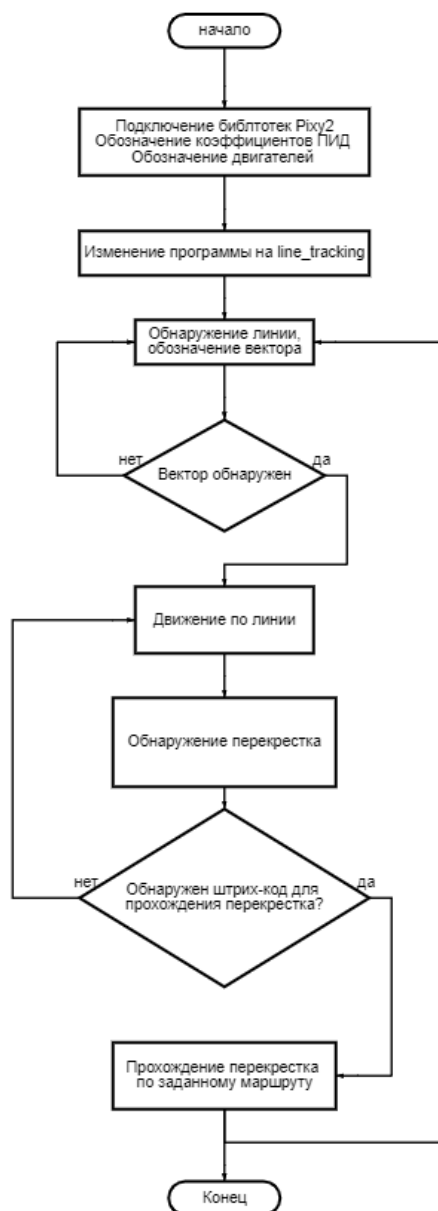 начало
Подключение библтотек Pixy2
Обозначение коэффициентов ПИД
Обозначение двигателей
Изменение программы на line_tracking
Обнаружение линии,
обозначение вектора
нет
да
Вектор обнаружен
Движение по линии
Обнаружение перекрестка
нет
да
Обнаружен штрих-код для
прохождения перекрестка?
Прохождение перекрестка
по заданному маршруту
Конец